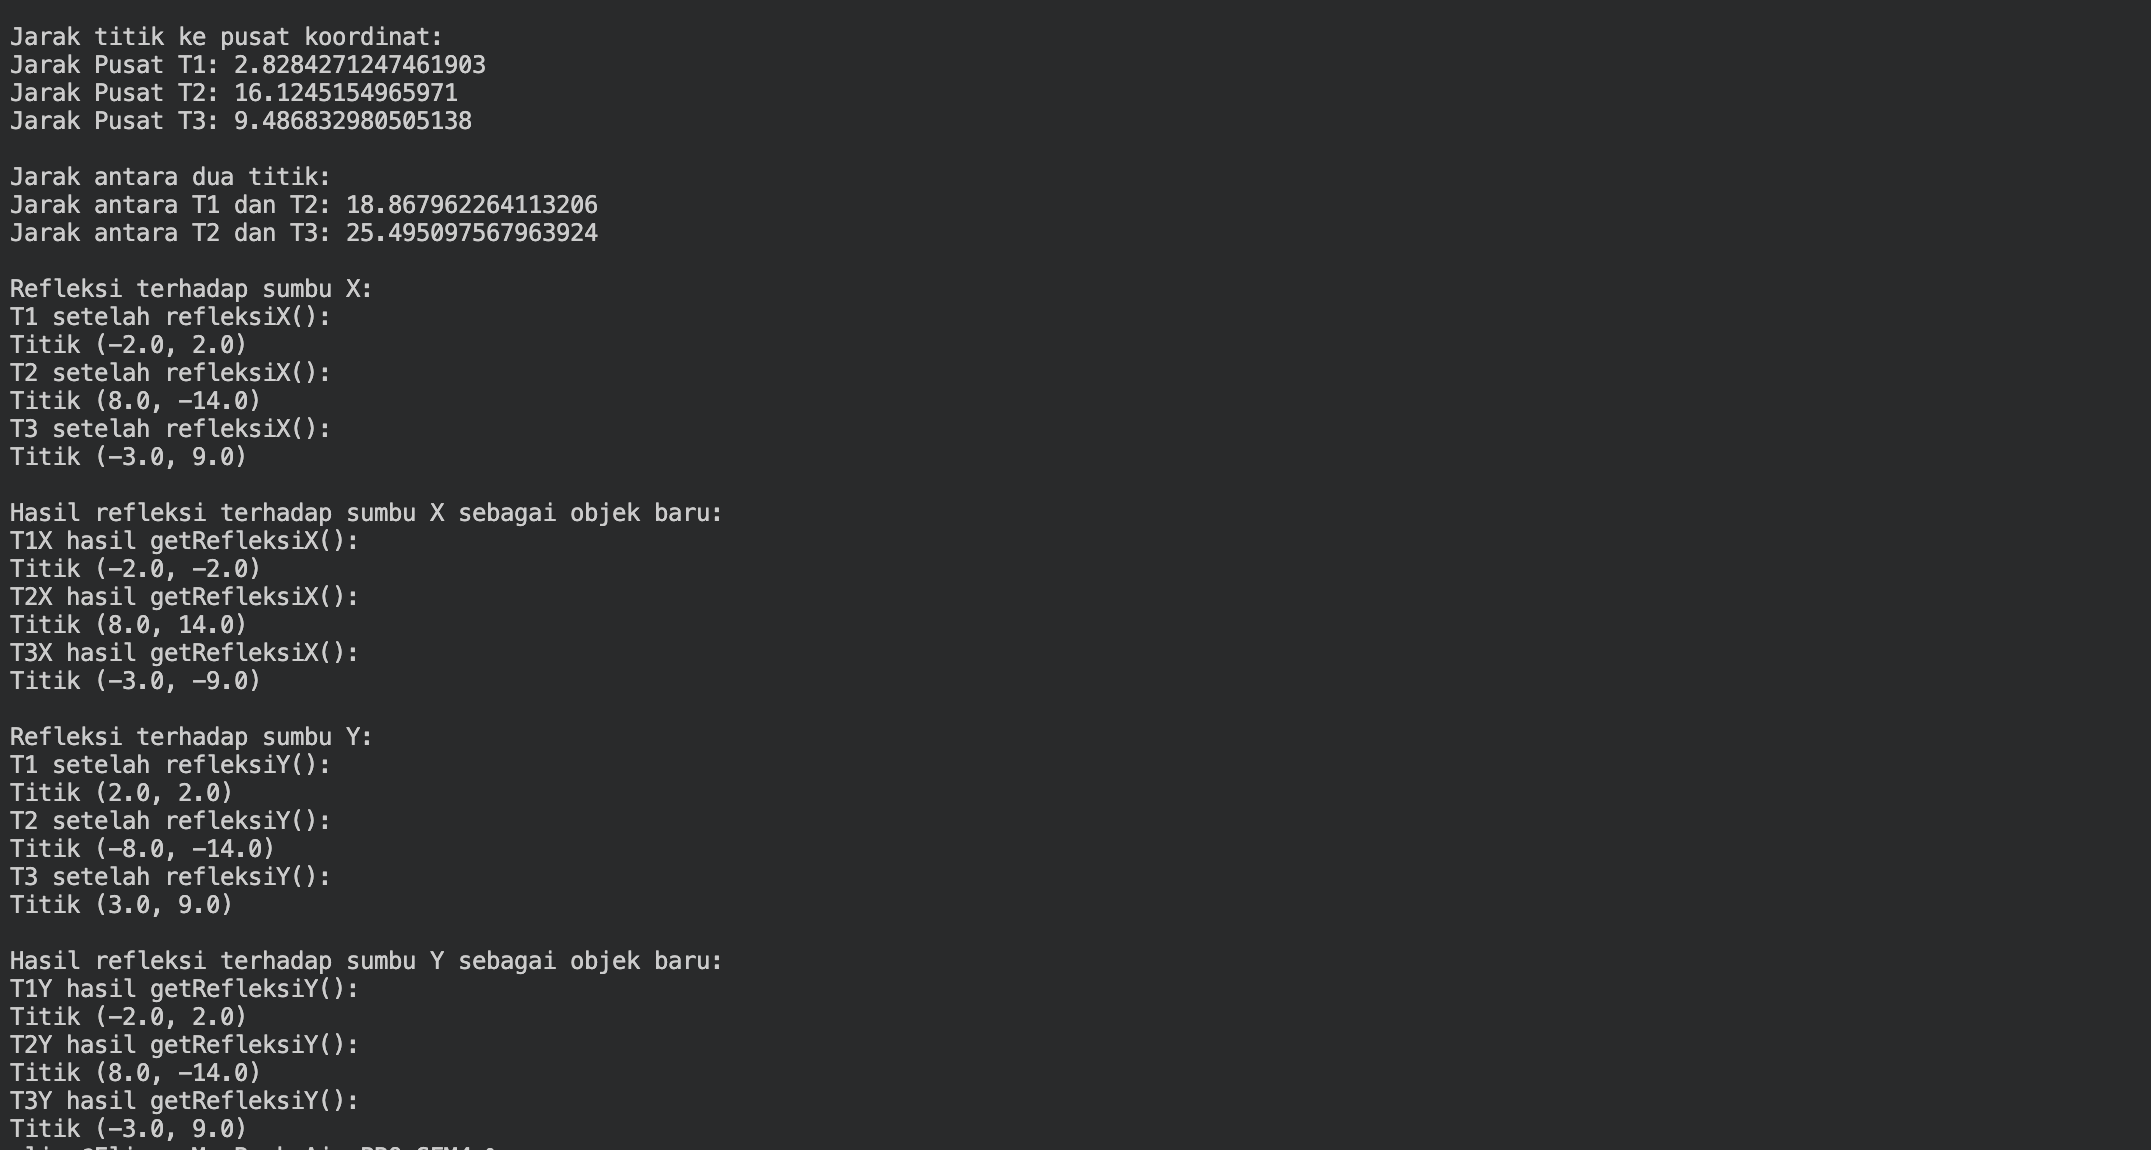 Jarak titik ke pusat koordinat:
Jarak Pusat T1: 2.8284271247461903
Jarak Pusat T2: 16.1245154965971
Jarak Pusat T3: 9.486832980505138
Jarak antara dua titik:
Jarak antara T1 dan T2: 18.867962264113206
Jarak antara T2 dan T3: 25.495097567963924
Refleksi terhadap sumbu X:
T1 setelah refleksiX():
Titik (-2.0, 2.0)
T2 setelah refleksiX():
Titik (8.0, -14.0)
T3 setelah refleksiX():
Titik (-3.0, 9.0)
Hasil refleksi terhadap sumbu X sebagai objek baru:
T1X hasil getRefleksiX():
Titik (-2.0, -2.0)
T2X hasil getRefleksiX():
Titik (8.0, 14.0)
T3X hasil getRefleksiX():
Titik (-3.0, -9.0)
Refleksi terhadap sumbu Y:
T1 setelah refleksiY():
Titik (2.0, 2.0)
T2 setelah refleksiY():
Titik (-8.0, -14.0)
T3 setelah refleksiY():
Titik (3.0, 9.0)
Hasil refleksi terhadap sumbu Y sebagai objek baru:
T1Y hasil getRefleksiY():
Titik (-2.0, 2.0)
T2Y hasil getRefleksiY():
Titik (8.0, -14.0)
T3Y hasil getRefleksiY():
Titik (-3.0, 9.0)